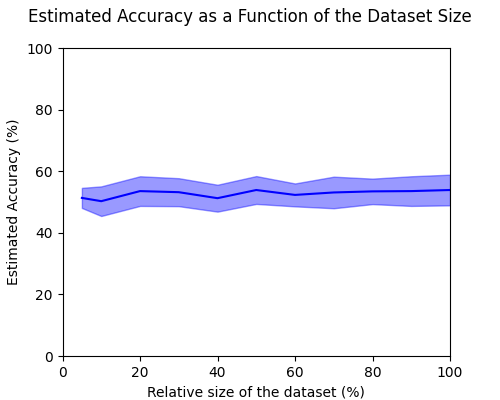 Estimated Accuracy as a Function of the Dataset Size
100
80
60
40
20
0
Estimated Accuracy (%)
0 20 40 60 80 100
Relative size of the dataset (%)